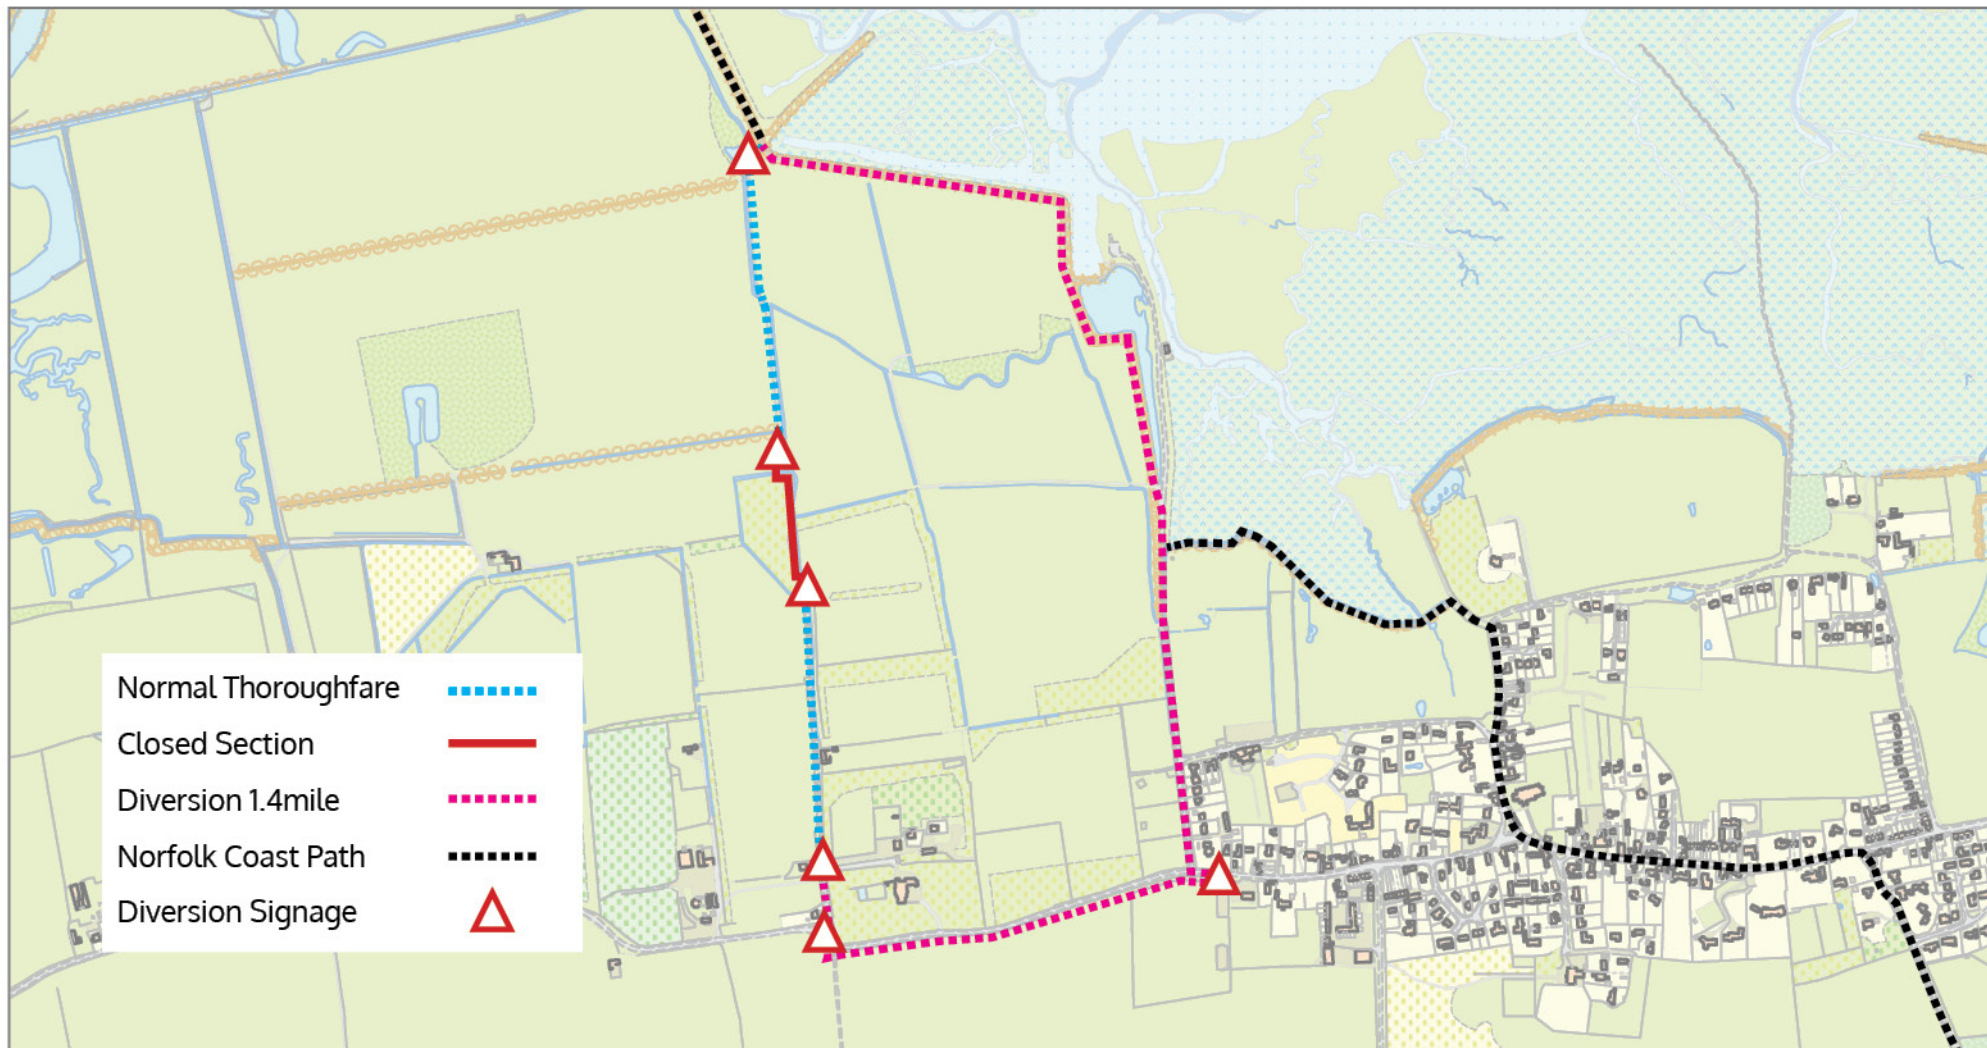 Normal Thoroughfare
Closed Section
Diversion 1.4mile
Norfolk Coast Path
Diversion Signage